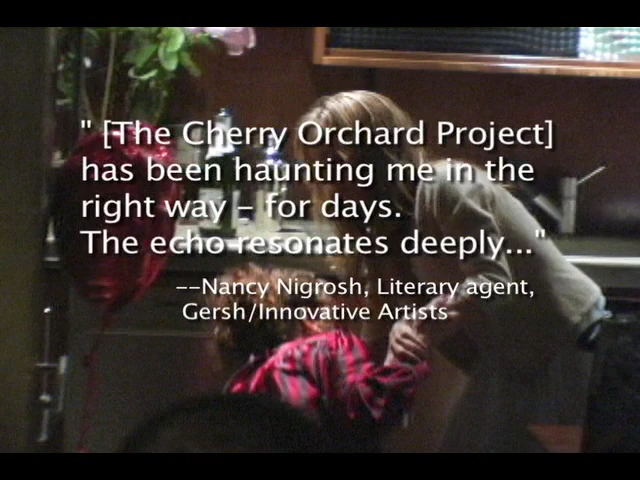 " [The Cherry Orchard Project]
has been haunting me in the
right way – for days.
The echo resonates deeply..."
--Nancy Nigrosh, Literary agent,
Gersh/Innovative Artists